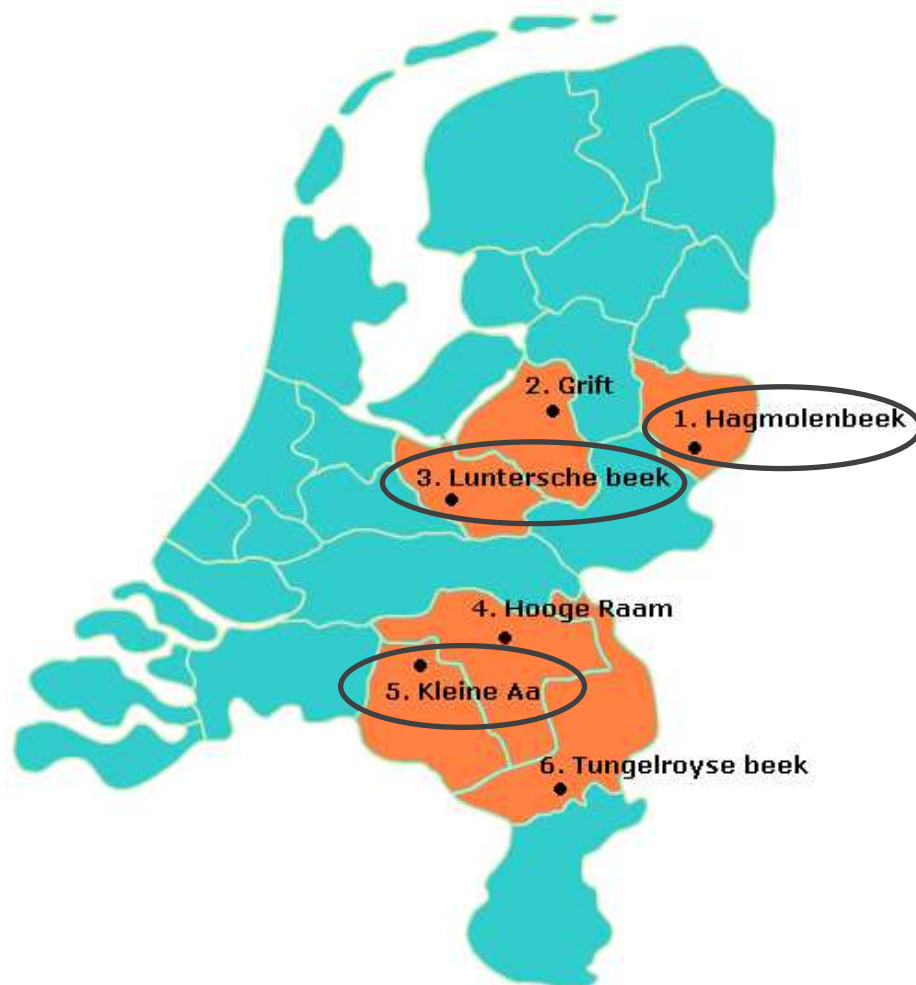 2. Grift
1. Hagmolenbeek
3. Luntersche beek
4. Hooge Raam
5. Kleine Aa
6. Tungelroyse beek